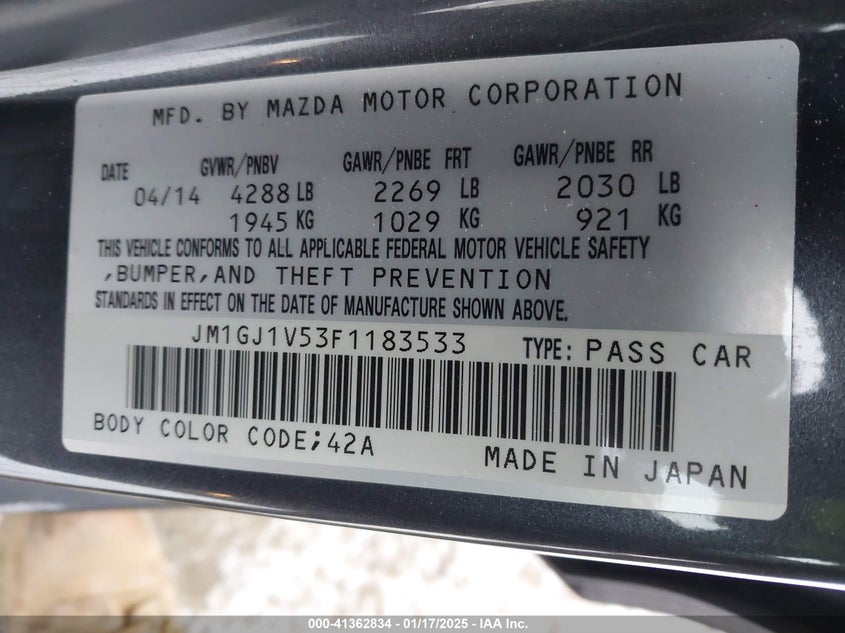 MFD. BY MAZDA MOTOR CORPORATION
DATE GVWR/PNBV GAWR/PNBE FRT GAWR/PNBE RR
04/14 4288 LB 2269 LB 2030 LB
1945 KG 1029 KG 921 KG
THIS VEHICLE CONFORMS TO ALL APPLICABLE FEDERAL MOTOR VEHICLE SAFETY
,BUMPER,AND THEFT PREVENTION
STANDARDS IN EFFECT ON THE DATE OF MANUFACTURE SHOWN ABOVE.
JM1GJ1V53F1183533 TYPE: PASS CAR
BODY COLOR CODE;42A MADE IN JAPAN
000-41362834 - 01/17/2025 - IAA Inc.